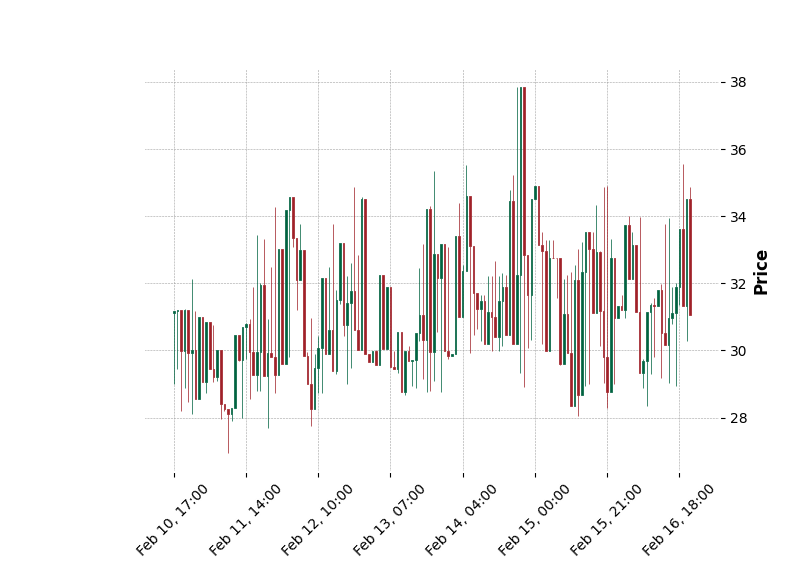 38
36
34
32
30
28
Price
Feb 10, 17:00
Feb 11, 14:00
Feb 12, 10:00
Feb 13, 07:00
Feb 14, 04:00
Feb 15, 00:00
Feb 15, 21:00
Feb 16, 18:00